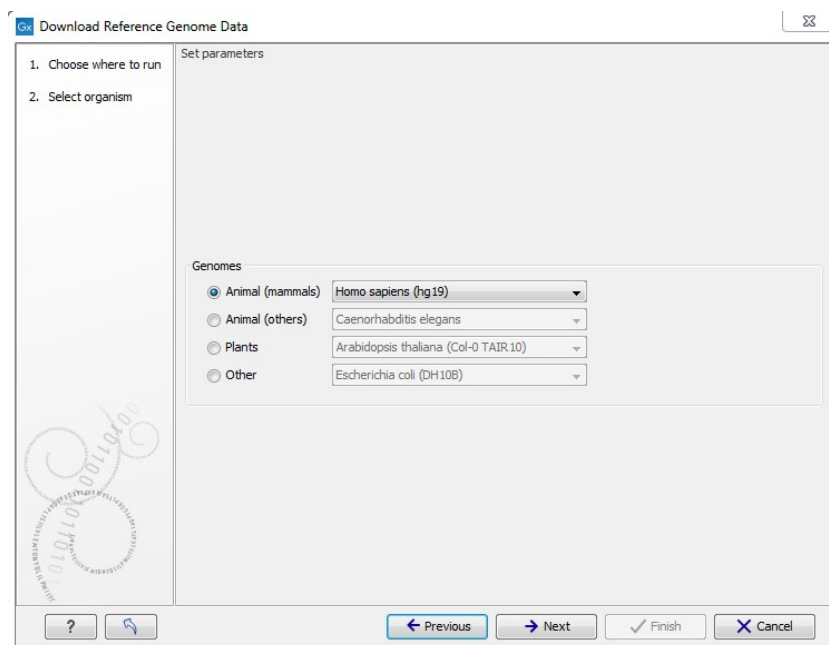 Gx Download Reference Genome Data
1. Choose where to run
2. Select organism
Set parameters
Genomes
Animal (mammals) Homo sapiens (hg19)
Animal (others) Caenorhabditis elegans
Plants Arabidopsis thaliana (Col-0 TAIR10)
Other Escherichia coli (DH10B)
? Previous Next Finish Cancel